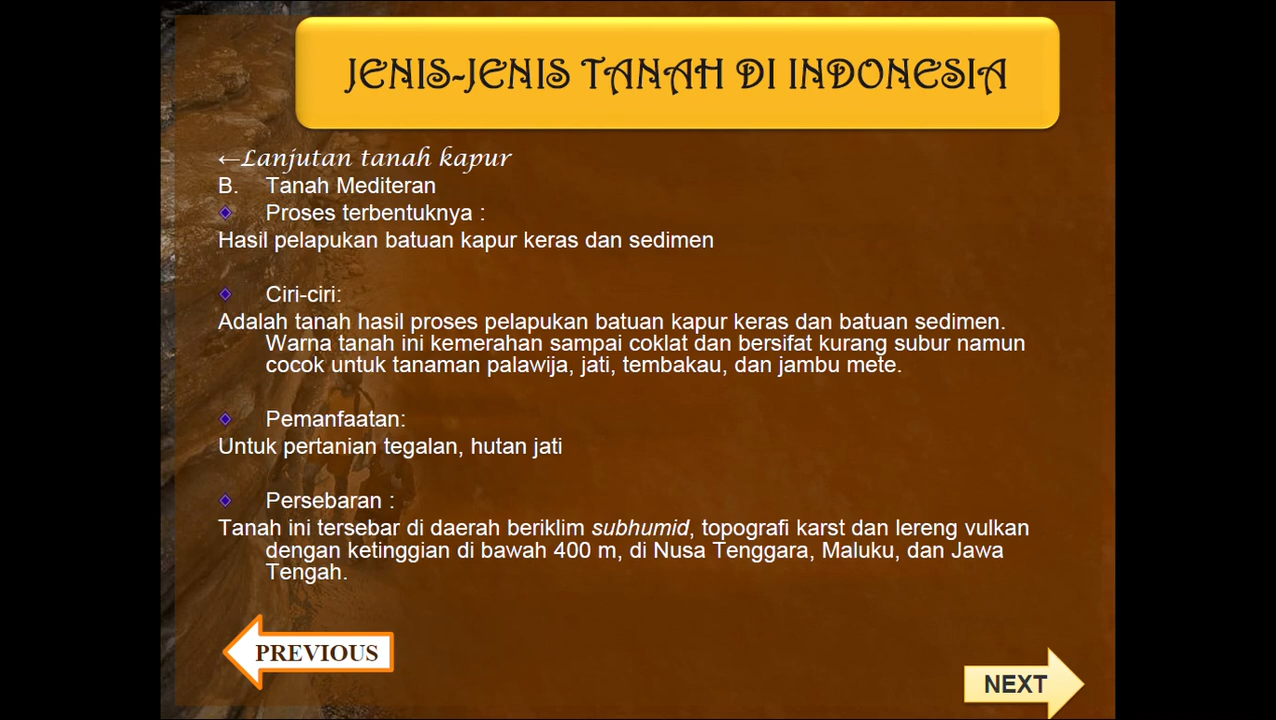 JENIS-JENIS TANAH DI INDONESIA
←Lanjutan tanah kapur
B. Tanah Mediteran
Proses terbentuknya :
Hasil pelapukan batuan kapur keras dan sedimen
Ciri-ciri:
Adalah tanah hasil proses pelapukan batuan kapur keras dan batuan sedimen.
Warna tanah ini kemerahan sampai coklat dan bersifat kurang subur namun
cocok untuk tanaman palawija, jati, tembakau, dan jambu mete.
Pemanfaatan:
Untuk pertanian tegalan, hutan jati
Persebaran :
Tanah ini tersebar di daerah beriklim subhumid, topografi karst dan lereng vulkan
dengan ketinggian di bawah 400 m, di Nusa Tenggara, Maluku, dan Jawa
Tengah.
PREVIOUS
NEXT